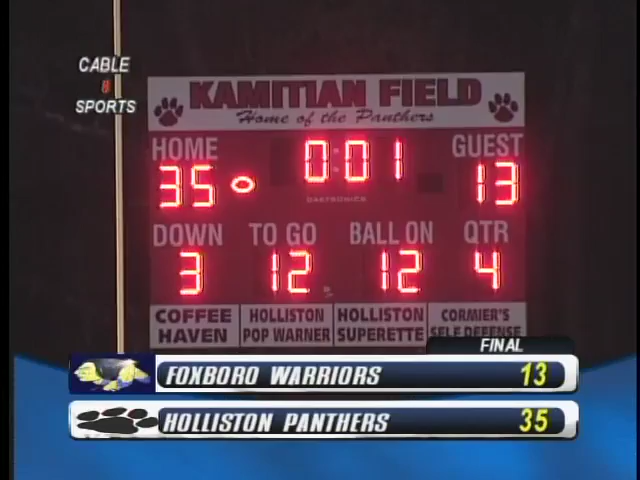 CABLE
8
SPORTS
KAMITIAN FIELD
Home of the Panthers
HOME 0:01 GUEST
35 13
DAKTRONICS
DOWN TO GO BALL ON QTR
3 12 12 4
COFFEE HAVEN
HOLLISTON POP WARNER
HOLLISTON SUPERETTE
CORMIER'S SELF DEFENSE
FINAL
FOXBORO WARRIORS 13
HOLLISTON PANTHERS 35